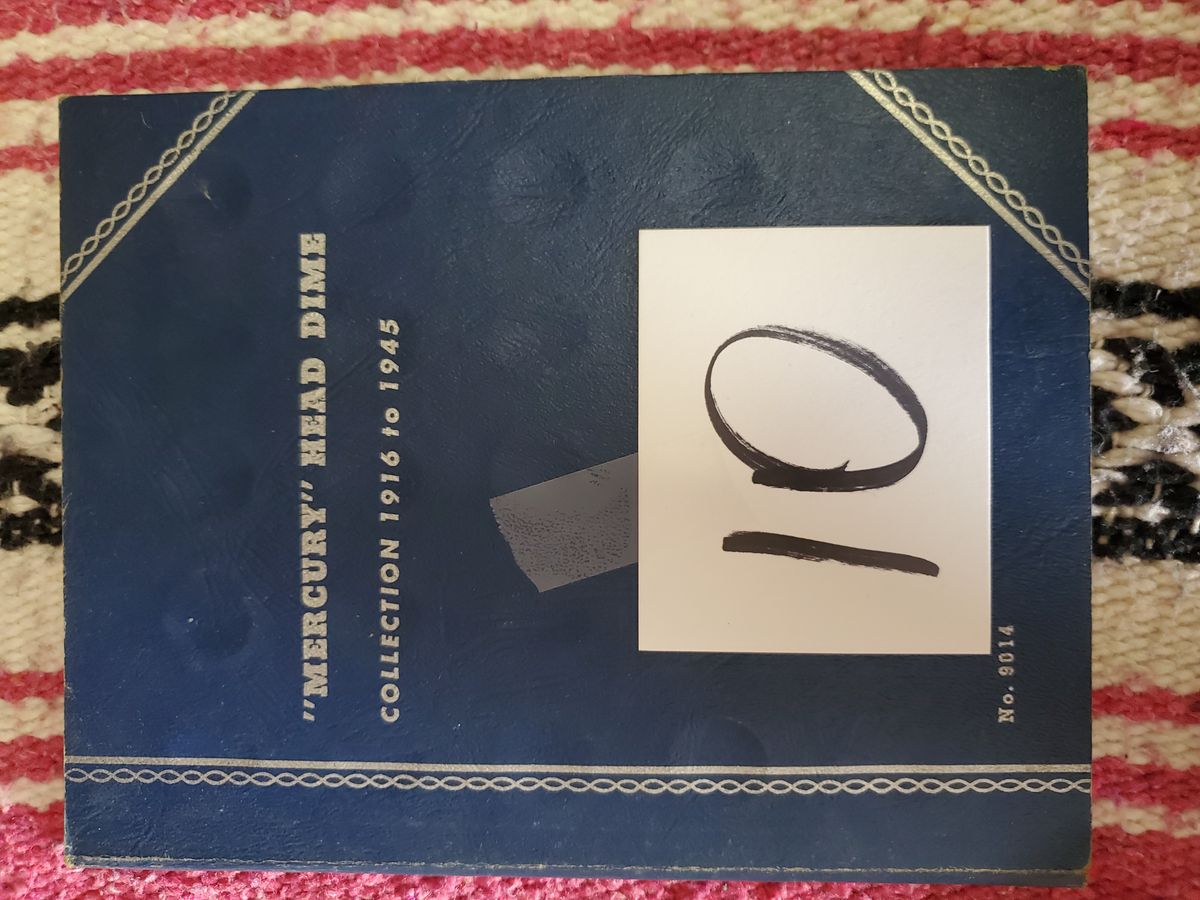 "MERCURY" HEAD DIME
COLLECTION 1916 to 1945
10
No. 9014